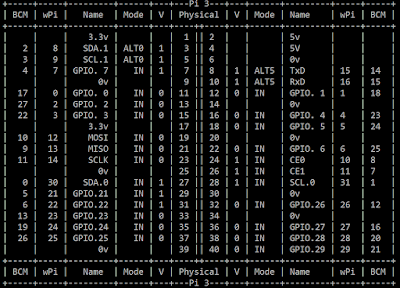 +-----+-----+---------+------+---+---Pi 3---+---+------+---------+-----+-----+
| BCM | wPi |   Name  | Mode | V | Physical | V | Mode | Name    | wPi | BCM |
+-----+-----+---------+------+---+----++----+---+------+---------+-----+-----+
|     |     |    3.3v |      |   |  1 || 2  |   |      | 5v      |     |     |
|   2 |   8 |   SDA.1 | ALT0 | 1 |  3 || 4  |   |      | 5V      |     |     |
|   3 |   9 |   SCL.1 | ALT0 | 1 |  5 || 6  |   |      | 0v      |     |     |
|   4 |   7 | GPIO. 7 |   IN | 1 |  7 || 8  | 1 | ALT5 | TxD     | 15  | 14  |
|     |     |      0v |      |   |  9 || 10 | 1 | ALT5 | RxD     | 16  | 15  |
|  17 |   0 | GPIO. 0 |   IN | 0 | 11 || 12 | 0 | IN   | GPIO. 1 | 1   | 18  |
|  27 |   2 | GPIO. 2 |   IN | 0 | 13 || 14 |   |      | 0v      |     |     |
|  22 |   3 | GPIO. 3 |   IN | 0 | 15 || 16 | 0 | IN   | GPIO. 4 | 4   | 23  |
|     |     |    3.3v |      |   | 17 || 18 | 0 | IN   | GPIO. 5 | 5   | 24  |
|  10 |  12 |    MOSI |   IN | 0 | 19 || 20 |   |      | 0v      |     |     |
|   9 |  13 |    MISO |   IN | 0 | 21 || 22 | 0 | IN   | GPIO. 6 | 6   | 25  |
|  11 |  14 |    SCLK |   IN | 0 | 23 || 24 | 1 | IN   | CE0     | 10  | 8   |
|     |     |      0v |      |   | 25 || 26 | 1 | IN   | CE1     | 11  | 7   |
|   0 |  30 |   SDA.0 |   IN | 1 | 27 || 28 | 1 | IN   | SCL.0   | 31  | 1   |
|   5 |  21 | GPIO.21 |   IN | 1 | 29 || 30 |   |      | 0v      |     |     |
|   6 |  22 | GPIO.22 |   IN | 1 | 31 || 32 | 0 | IN   | GPIO.26 | 26  | 12  |
|  13 |  23 | GPIO.23 |   IN | 0 | 33 || 34 |   |      | 0v      |     |     |
|  19 |  24 | GPIO.24 |   IN | 0 | 35 || 36 | 0 | IN   | GPIO.27 | 27  | 16  |
|  26 |  25 | GPIO.25 |   IN | 0 | 37 || 38 | 0 | IN   | GPIO.28 | 28  | 20  |
|     |     |      0v |      |   | 39 || 40 | 0 | IN   | GPIO.29 | 29  | 21  |
+-----+-----+---------+------+---+----++----+---+------+---------+-----+-----+
| BCM | wPi |   Name  | Mode | V | Physical | V | Mode | Name    | wPi | BCM |
+-----+-----+---------+------+---+---Pi 3---+---+------+---------+-----+-----+